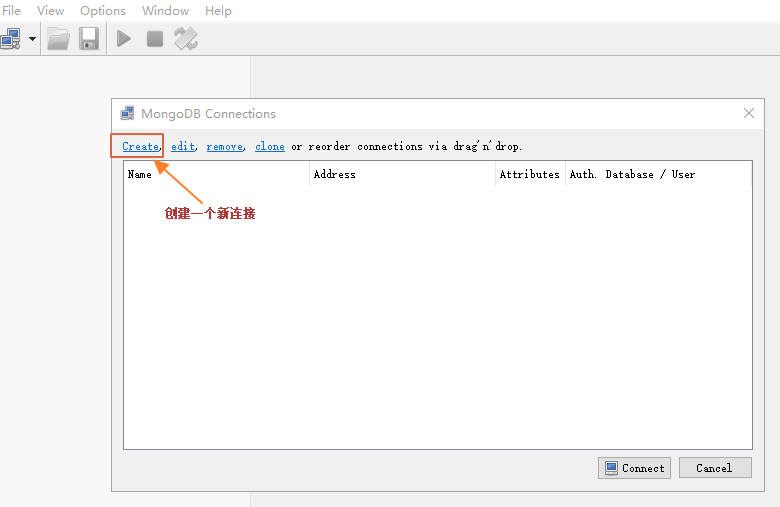 File View Options Window Help
MongoDB Connections
Create, edit, remove, clone or reorder connections via drag'n'drop.
Name Address Attributes Auth. Database / User
创建一个新连接
Connect Cancel